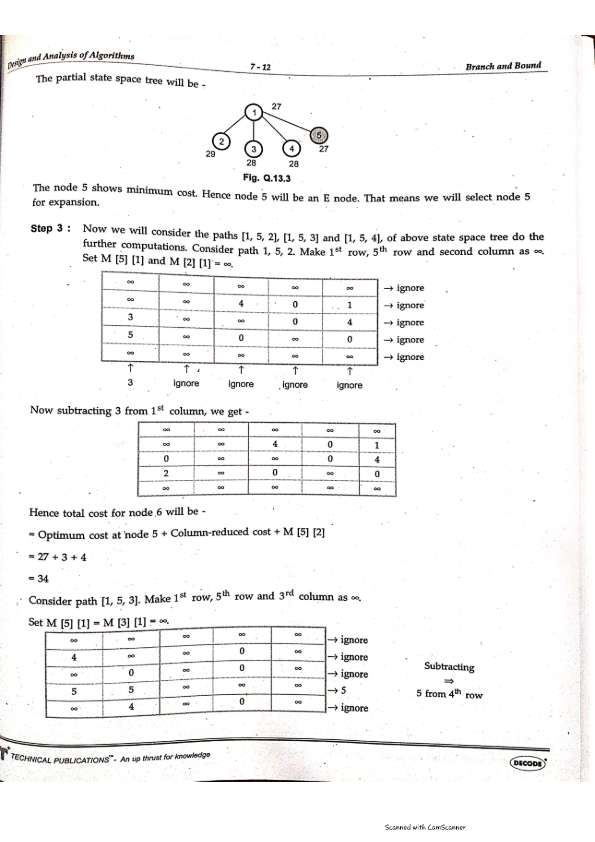 Design and Analysis of Algorithms 7 - 12 Branch and Bound
The partial state space tree will be -
1 27
2 3 4 5
29 28 28 27
Fig. Q.13.3
The node 5 shows minimum cost. Hence node 5 will be an E node. That means we will select node 5
for expansion.
Step 3 : Now we will consider the paths [1, 5, 2], [1, 5, 3] and [1, 5, 4], of above state space tree do the
further computations. Consider path 1, 5, 2. Make 1st row, 5th row and second column as ∞.
Set M [5] [1] and M [2] [1] = ∞.
∞ ∞ ∞ ∞ ∞ → ignore
∞ ∞ 4 0 1 → ignore
3 ∞ ∞ 0 4 → ignore
5 ∞ 0 ∞ 0 → ignore
∞ ∞ ∞ ∞ ∞ → ignore
↑ ↑ ↑ ↑ ↑
3 ignore ignore ignore ignore
Now subtracting 3 from 1st column, we get -
∞ ∞ ∞ ∞ ∞
∞ ∞ 4 0 1
0 ∞ ∞ 0 4
2 ∞ 0 ∞ 0
∞ ∞ ∞ ∞ ∞
Hence total cost for node 6 will be -
= Optimum cost at node 5 + Column-reduced cost + M [5] [2]
= 27 + 3 + 4
= 34
Consider path [1, 5, 3]. Make 1st row, 5th row and 3rd column as ∞.
Set M [5] [1] = M [3] [1] = ∞.
∞ ∞ ∞ ∞ ∞ → ignore
4 ∞ ∞ 0 ∞ → ignore
∞ 0 ∞ 0 ∞ → ignore
5 5 ∞ ∞ ∞ → 5
∞ 4 ∞ 0 ∞ → ignore
Subtracting
⇒
5 from 4th row
TECHNICAL PUBLICATIONS™ - An up thrust for knowledge
DECODE
Scanned with CamScanner